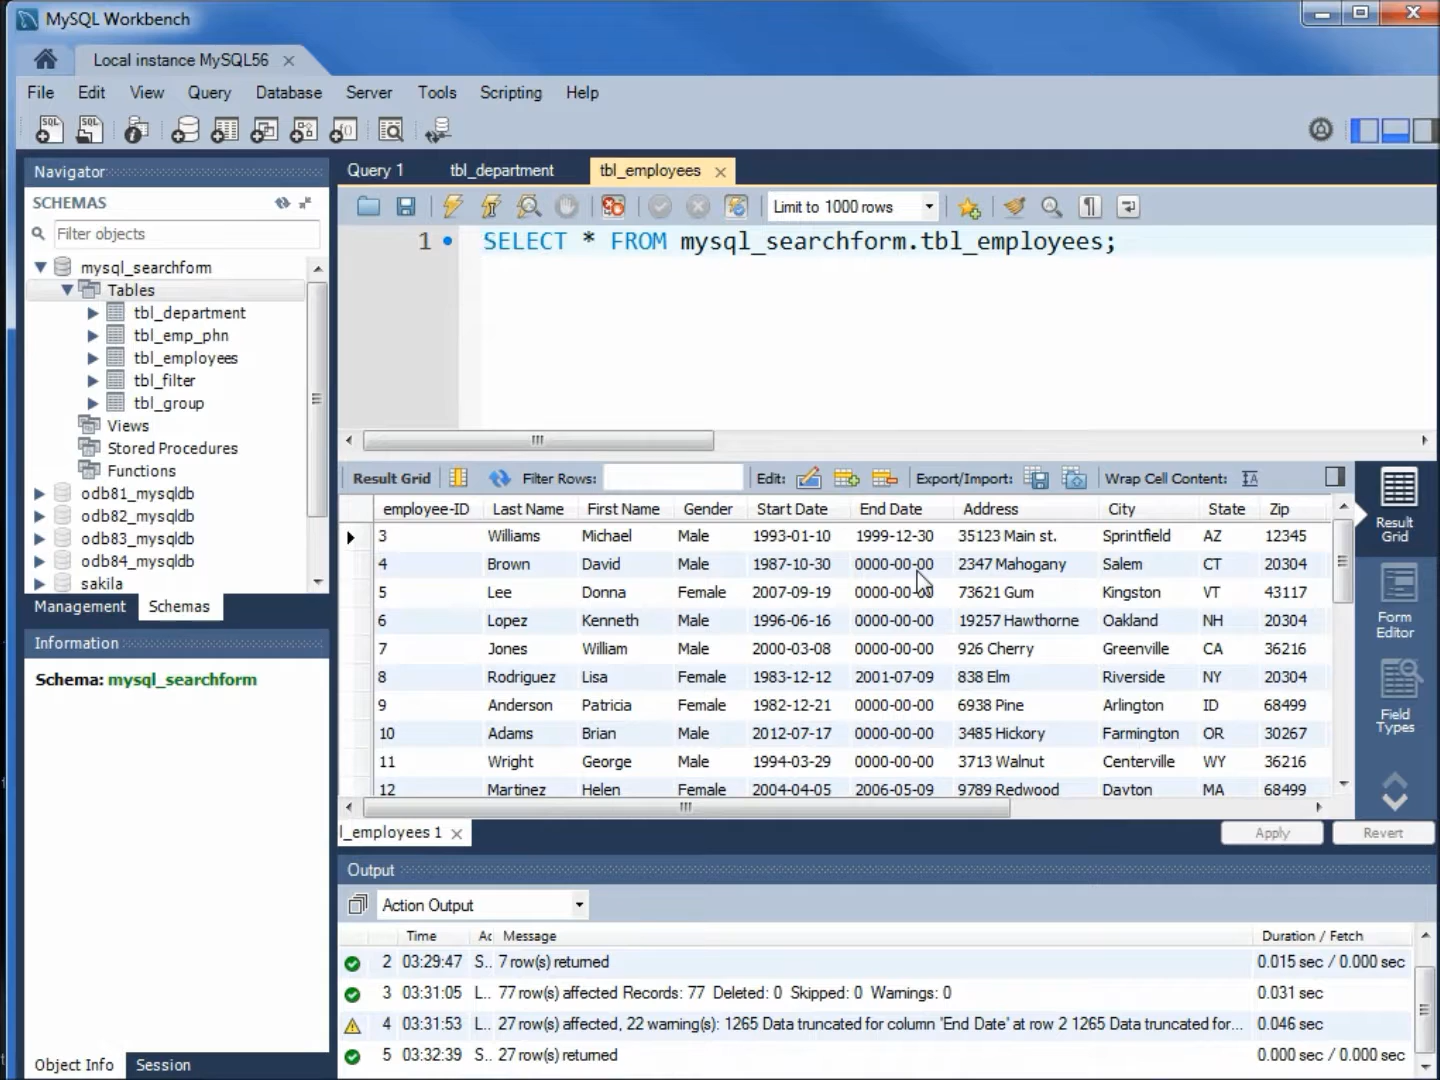 MySQL Workbench
Local instance MySQL56
File Edit View Query Database Server Tools Scripting Help
SQL SQL
Navigator
SCHEMAS
Filter objects
mysql_searchform
Tables
tbl_department
tbl_emp_phn
tbl_employees
tbl_filter
tbl_group
Views
Stored Procedures
Functions
odb81_mysqldb
odb82_mysqldb
odb83_mysqldb
odb84_mysqldb
sakila
Management Schemas
Information
Schema: mysql_searchform
Object Info Session
Query 1 tbl_department tbl_employees
Limit to 1000 rows
1 SELECT * FROM mysql_searchform.tbl_employees;
Result Grid Filter Rows: Edit: Export/Import: Wrap Cell Content:
employee-ID Last Name First Name Gender Start Date End Date Address City State Zip
3 Williams Michael Male 1993-01-10 1999-12-30 35123 Main st. Sprintfield AZ 12345
4 Brown David Male 1987-10-30 0000-00-00 2347 Mahogany Salem CT 20304
5 Lee Donna Female 2007-09-19 0000-00-00 73621 Gum Kingston VT 43117
6 Lopez Kenneth Male 1996-06-16 0000-00-00 19257 Hawthorne Oakland NH 20304
7 Jones William Male 2000-03-08 0000-00-00 926 Cherry Greenville CA 36216
8 Rodriguez Lisa Female 1983-12-12 2001-07-09 838 Elm Riverside NY 20304
9 Anderson Patricia Female 1982-12-21 0000-00-00 6938 Pine Arlington ID 68499
10 Adams Brian Male 2012-07-17 0000-00-00 3485 Hickory Farmington OR 30267
11 Wright George Male 1994-03-29 0000-00-00 3713 Walnut Centerville WY 36216
12 Martinez Helen Female 2004-04-05 2006-05-09 9789 Redwood Dayton MA 68499
Result Grid
Form Editor
Field Types
l_employees 1
Apply Revert
Output
Action Output
Time Ac Message Duration / Fetch
2 03:29:47 S.. 7 row(s) returned 0.015 sec / 0.000 sec
3 03:31:05 L.. 77 row(s) affected Records: 77 Deleted: 0 Skipped: 0 Warnings: 0 0.031 sec
4 03:31:53 L.. 27 row(s) affected, 22 warning(s): 1265 Data truncated for column 'End Date' at row 2 1265 Data truncated for... 0.046 sec
5 03:32:39 S.. 27 row(s) returned 0.000 sec / 0.000 sec